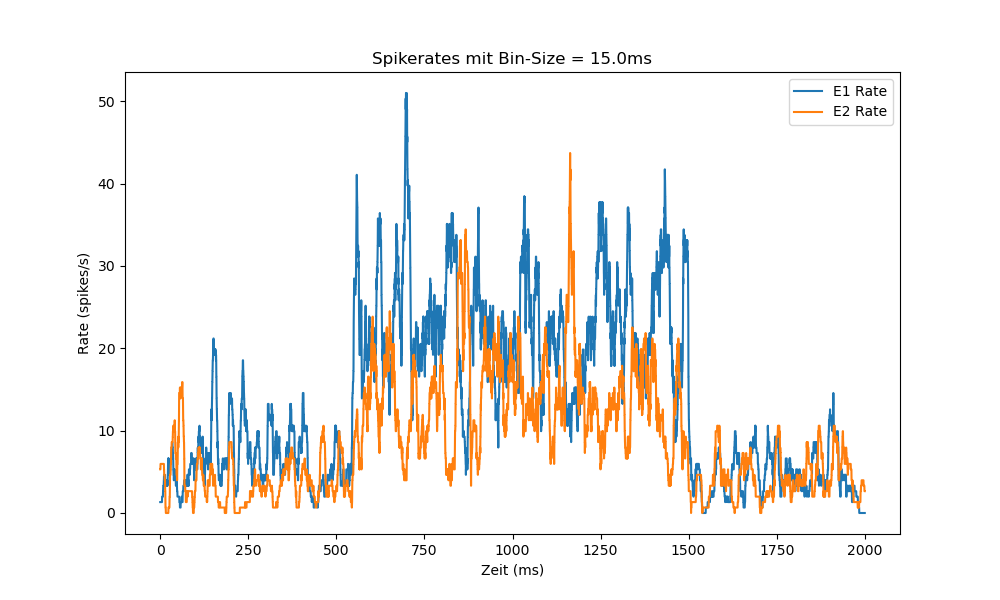 Spikerates mit Bin-Size = 15.0ms
E1 Rate
E2 Rate
Rate (spikes/s)
50
40
30
20
10
0
0 250 500 750 1000 1250 1500 1750 2000
Zeit (ms)